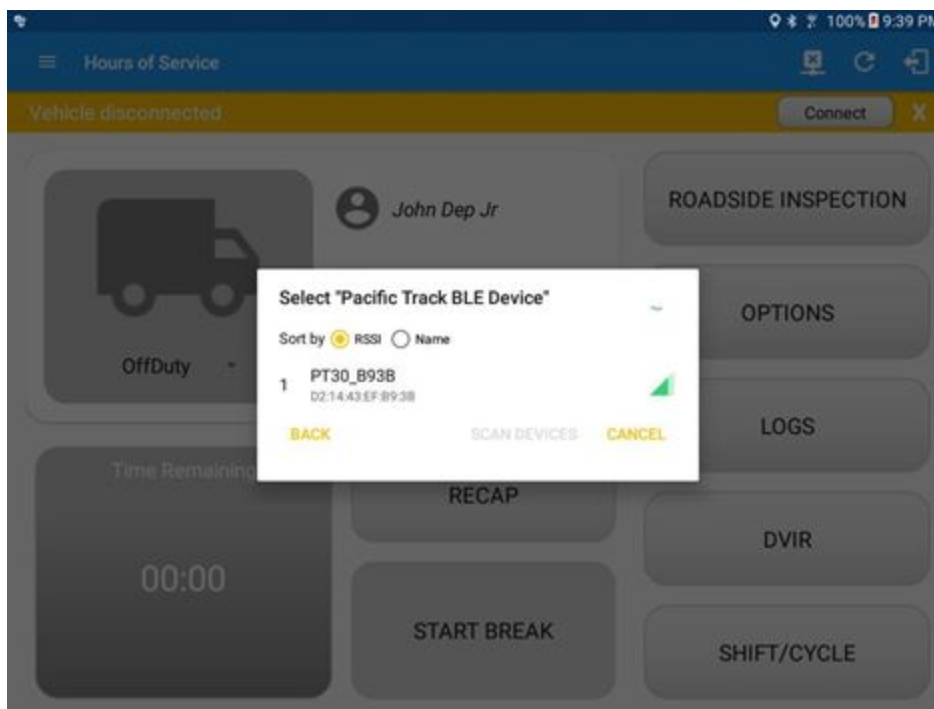 100% 9:39 PM
Hours of Service
Vehicle disconnected
Connect X
John Dep Jr
OffDuty
ROADSIDE INSPECTION
OPTIONS
LOGS
DVIR
SHIFT/CYCLE
Select "Pacific Track BLE Device"
Sort by RSSI Name
1 PT30_B93B
D2:14:43:EF:B9:3B
BACK SCAN DEVICES CANCEL
Time Remaining
00:00
RECAP
START BREAK